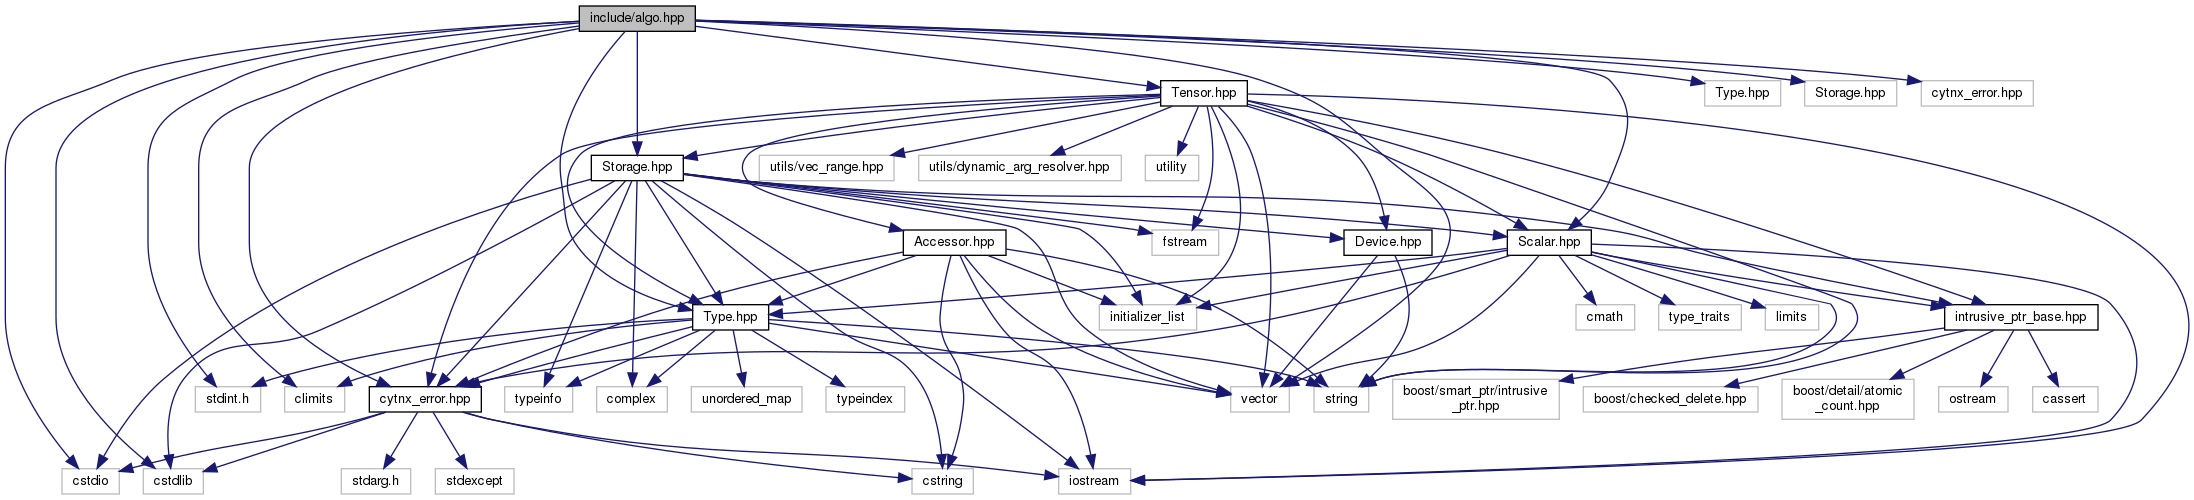 include/algo.hpp
Tensor.hpp
Type.hpp
Storage.hpp
cytnx_error.hpp
Storage.hpp
utils/vec_range.hpp
utils/dynamic_arg_resolver.hpp
utility
Accessor.hpp
fstream
Device.hpp
Scalar.hpp
Type.hpp
initializer_list
cmath
type_traits
limits
intrusive_ptr_base.hpp
stdint.h
climits
cytnx_error.hpp
typeinfo
complex
unordered_map
typeindex
vector
string
boost/smart_ptr/intrusive
_ptr.hpp
boost/checked_delete.hpp
boost/detail/atomic
_count.hpp
ostream
cassert
cstdio
cstdlib
stdarg.h
stdexcept
cstring
iostream